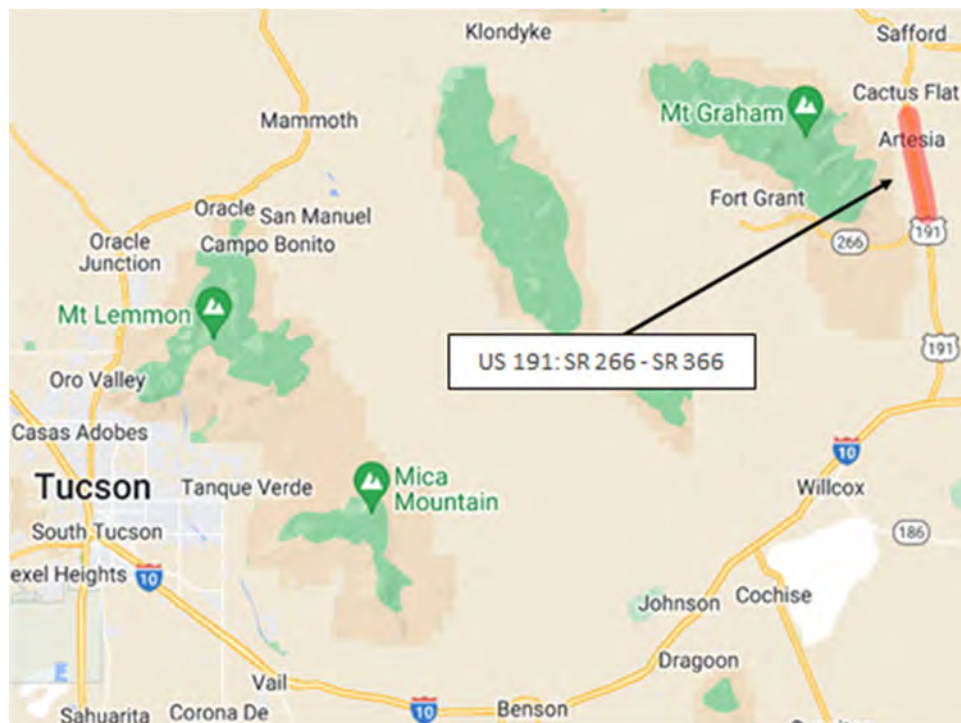 Klondyke
Safford
Cactus Flat
Mt Graham
Artesia
Mammoth
Fort Grant
Oracle
San Manuel
191
266
Oracle
Junction
Campo Bonito
Mt Lemmon
US 191: SR 266 - SR 366
191
Oro Valley
Casas Adobes
10
Tucson
Tanque Verde
Mica
Mountain
Willcox
South Tucson
186
exel Heights
10
Johnson
Cochise
Dragoon
Vail
10
Benson
Sahuarita
Corona De